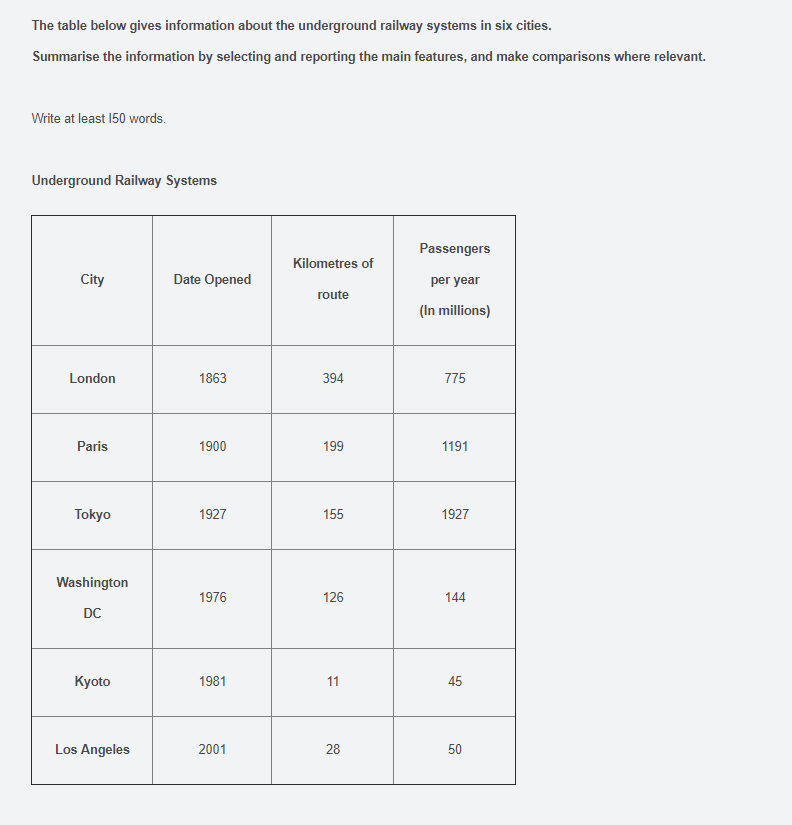 The table below gives information about the underground railway systems in six cities.
Summarise the information by selecting and reporting the main features, and make comparisons where relevant.
Write at least l50 words.
Underground Railway Systems
City Date Opened Kilometres of route Passengers per year (In millions)
London 1863 394 775
Paris 1900 199 1191
Tokyo 1927 155 1927
Washington DC 1976 126 144
Kyoto 1981 11 45
Los Angeles 2001 28 50